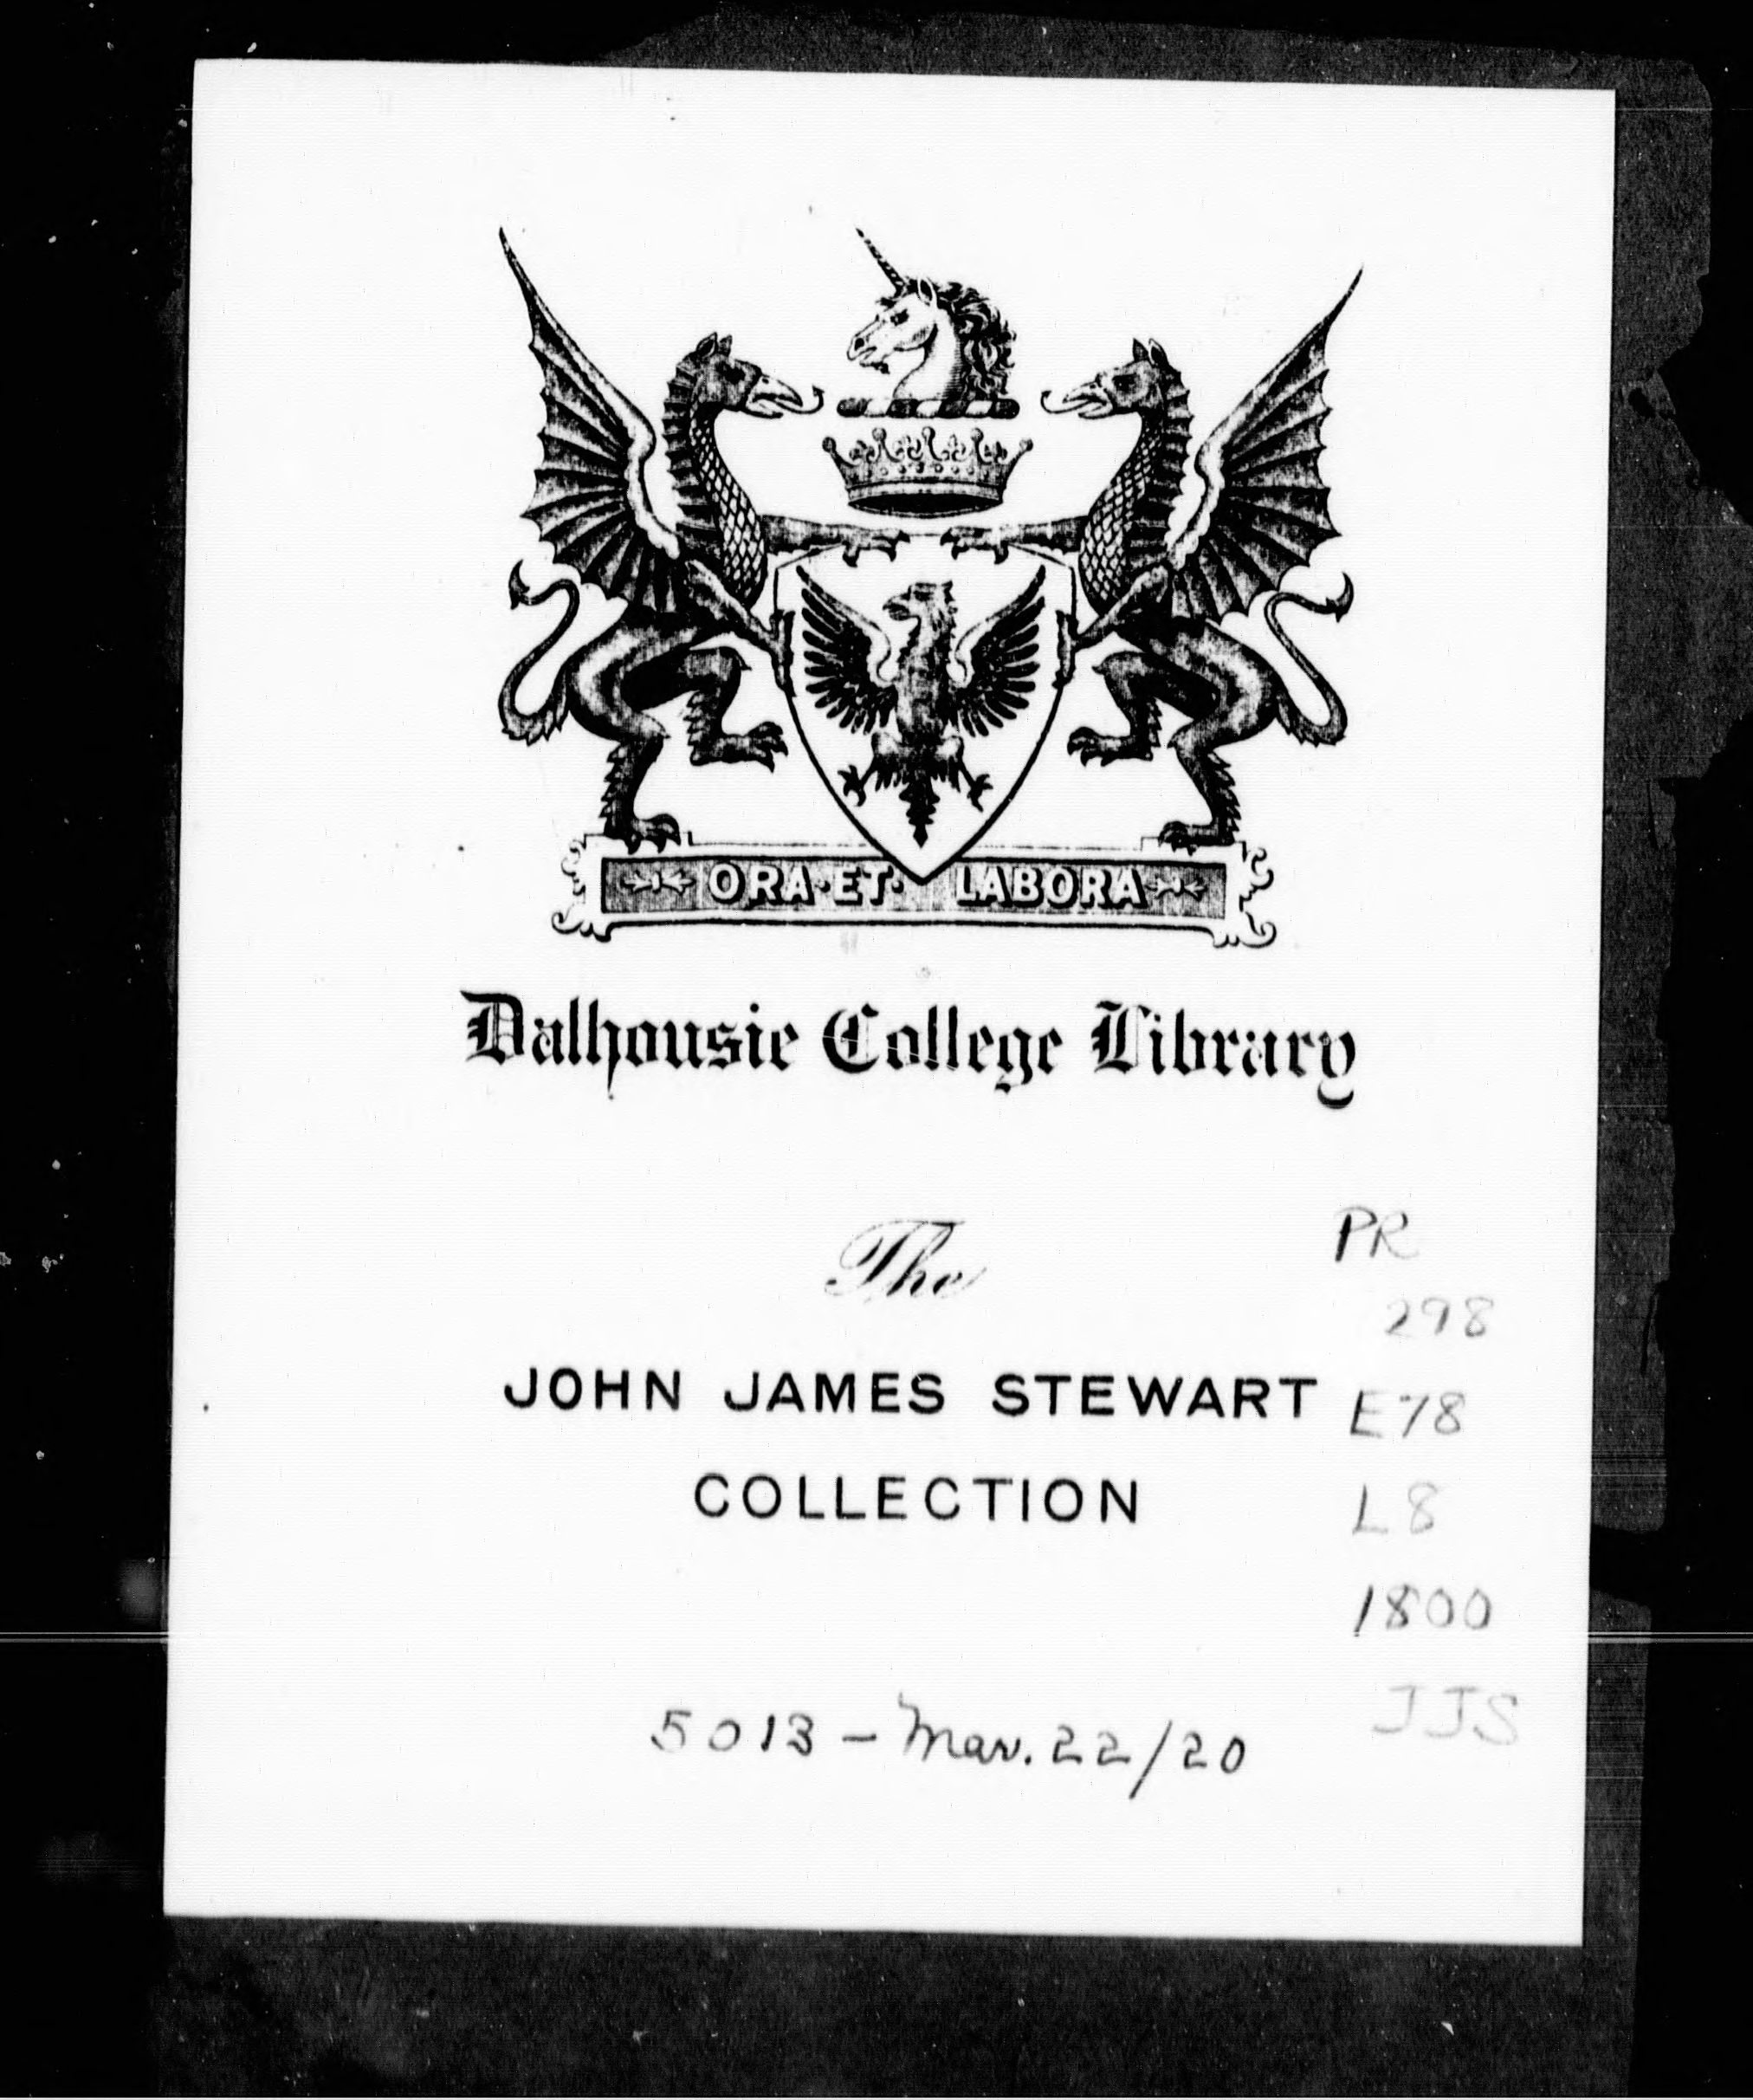 ORA·ET· LABORA
Dalhousie College Library
The
JOHN JAMES STEWART
COLLECTION
PR
298
E78
L8
1800
JJS
5013 - Mar. 22/20